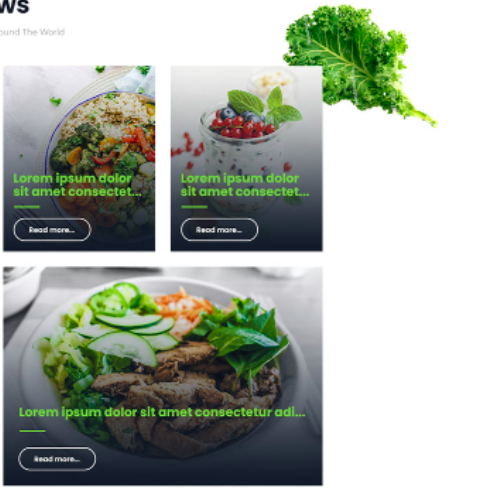 ws
ound The World
Lorem ipsum dolor
sit amet consectet...
Read more...
Lorem ipsum dolor
sit amet consectet...
Read more...
Lorem ipsum dolor sit amet consectetur adi...
Read more...